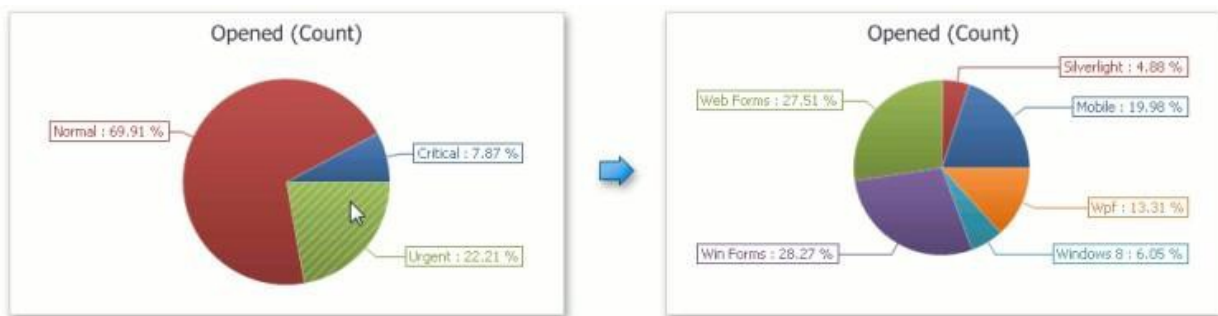 Opened (Count)
Normal : 69.91 %
Critical : 7.87 %
Urgent : 22.21 %
Opened (Count)
Silverlight : 4.88 %
Web Forms : 27.51 %
Mobile : 19.98 %
Wpf : 13.31 %
Win Forms : 28.27 %
Windows 8 : 6.05 %